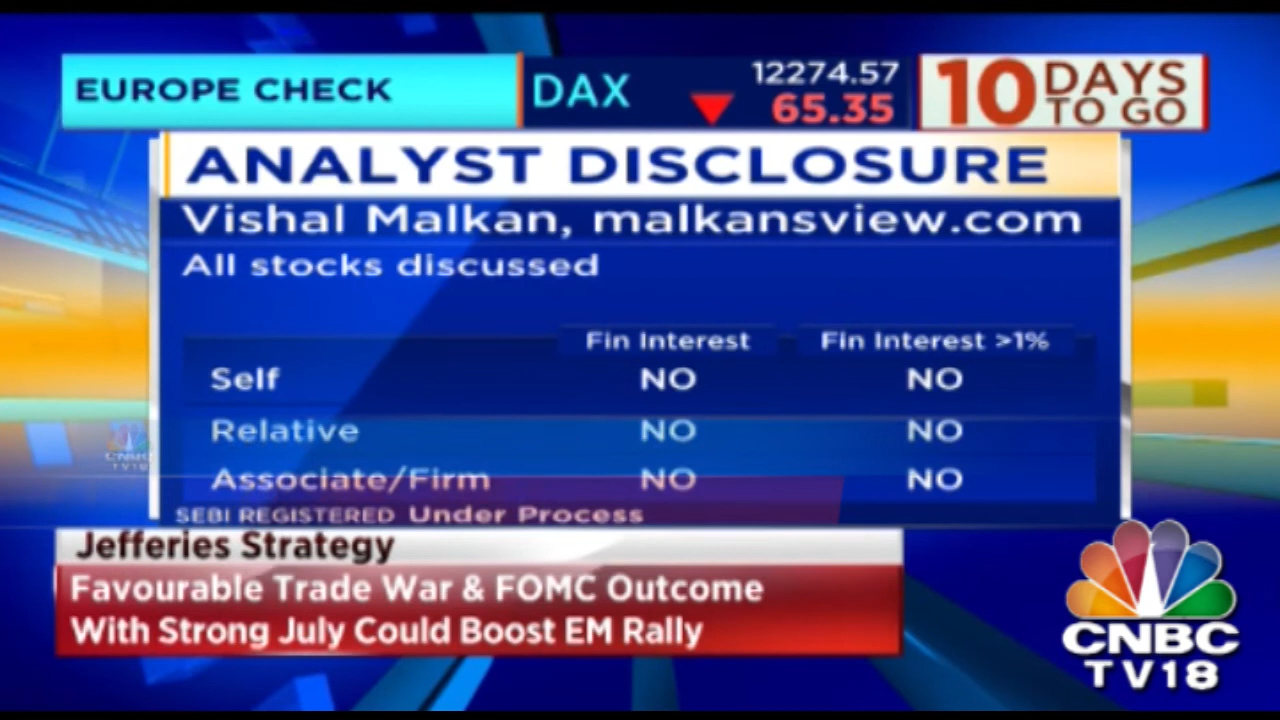 EUROPE CHECK
DAX
12274.57
65.35
10 DAYS
TO GO
ANALYST DISCLOSURE
Vishal Malkan, malkansview.com
All stocks discussed
Fin Interest Fin Interest >1%
Self NO NO
Relative NO NO
Associate/Firm NO NO
SEBI REGISTERED Under Process
Jefferies Strategy
Favourable Trade War & FOMC Outcome
With Strong July Could Boost EM Rally
CNBC
TV18
CNBC
TV18